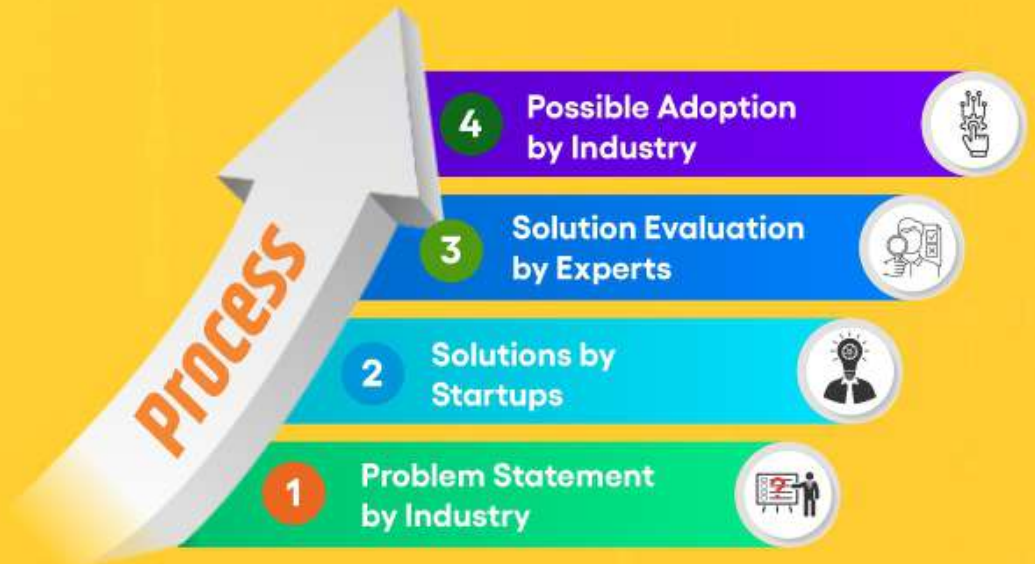 Process
4
Possible Adoption
by Industry
3
Solution Evaluation
by Experts
2
Solutions by
Startups
1
Problem Statement
by Industry